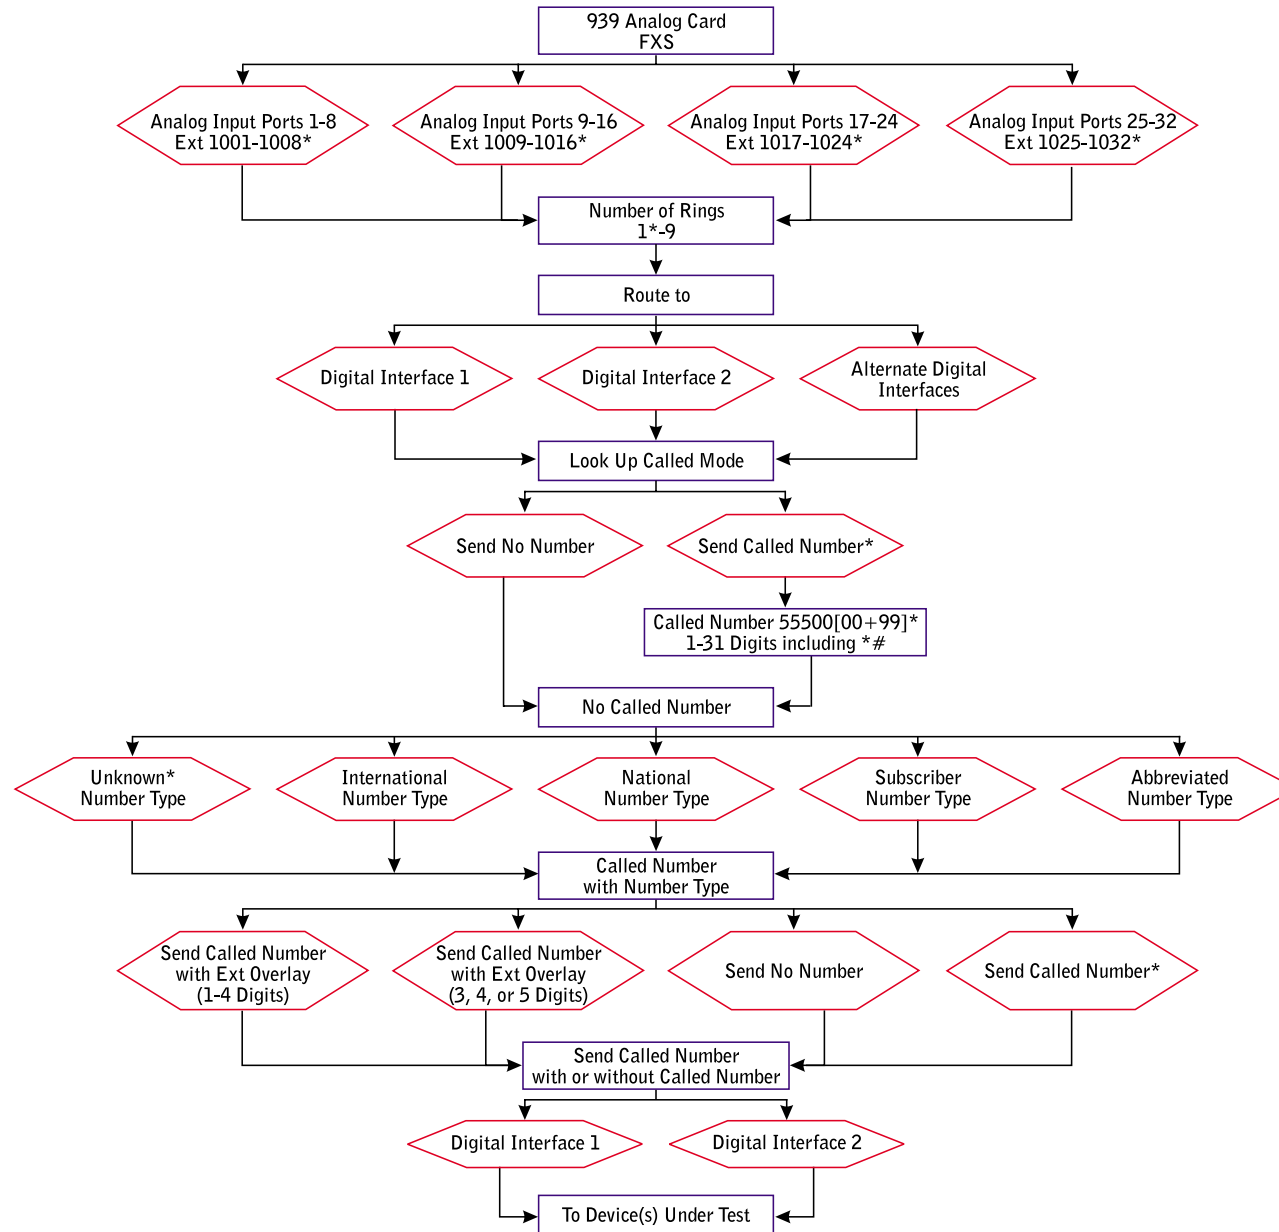 939 Analog Card
FXS
Analog Input Ports 1-8
Ext 1001-1008*
Analog Input Ports 9-16
Ext 1009-1016*
Analog Input Ports 17-24
Ext 1017-1024*
Analog Input Ports 25-32
Ext 1025-1032*
Number of Rings
1*-9
Route to
Digital Interface 1
Digital Interface 2
Alternate Digital
Interfaces
Look Up Called Mode
Send No Number
Send Called Number*
Called Number 55500[00+99]*
1-31 Digits including *#
No Called Number
Unknown*
Number Type
International
Number Type
National
Number Type
Subscriber
Number Type
Abbreviated
Number Type
Called Number
with Number Type
Send Called Number
with Ext Overlay
(1-4 Digits)
Send Called Number
with Ext Overlay
(3, 4, or 5 Digits)
Send No Number
Send Called Number*
Send Called Number
with or without Called Number
Digital Interface 1
Digital Interface 2
To Device(s) Under Test